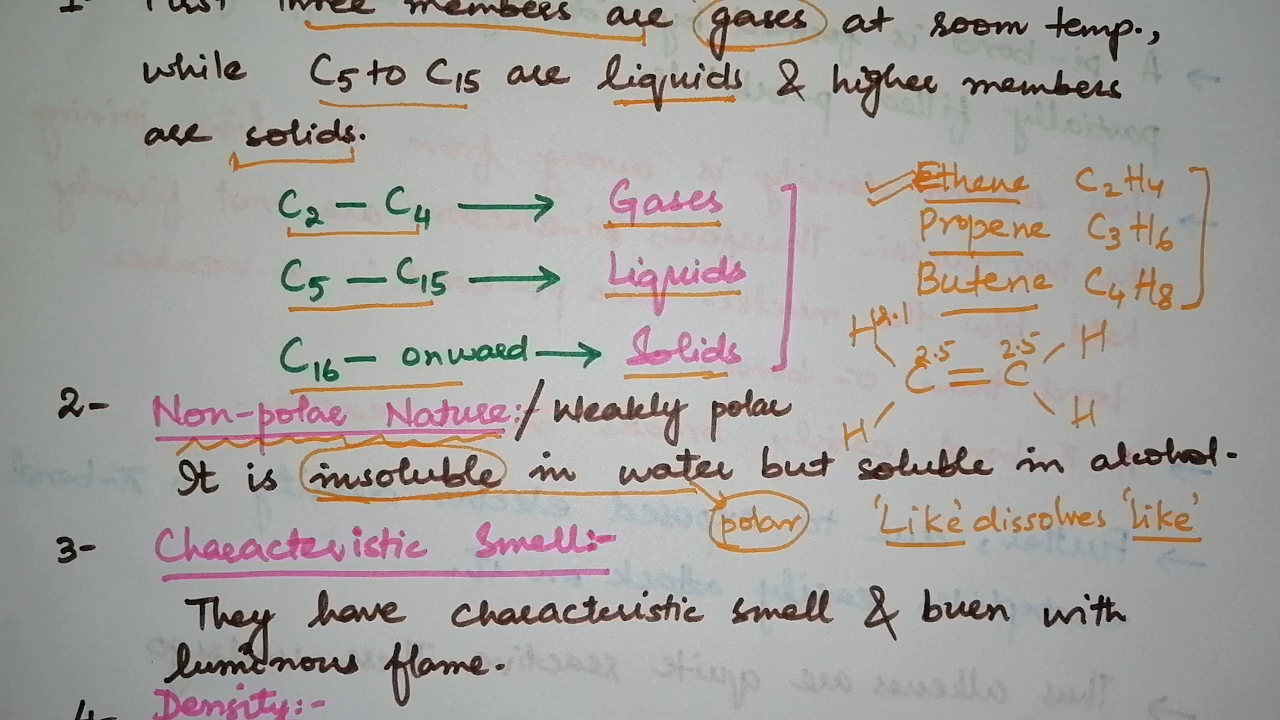 1- First three members are gases at room temp.,
while C5 to C15 are liquids & higher members
are solids.
C2 – C4 → Gases
C5 – C15 → Liquids
C16 – onward → Solids
Ethene C2H4
Propene C3H6
Butene C4H8
H 2.1 H
2.5 2.5
C = C
H H
2- Non-polar Nature:- / Weakly polar
It is insoluble in water but soluble in alcohol.
polar 'Like' dissolves 'like'
3- Characteristic Smell:-
They have characteristic smell & burn with
luminous flame.
4- Density:-